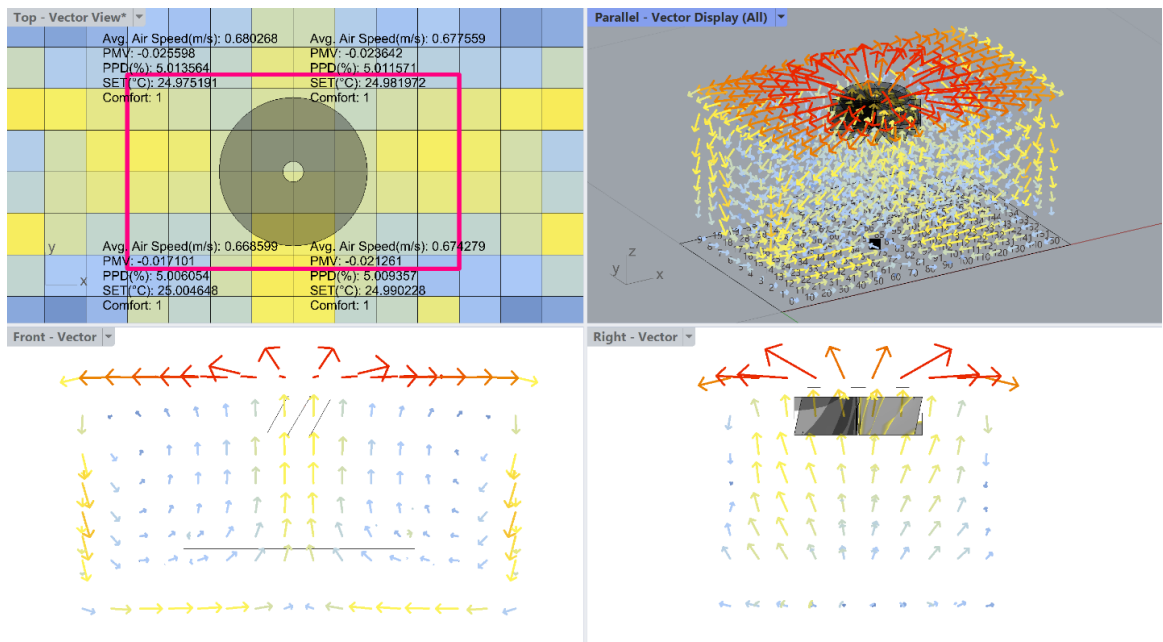 Top - Vector View*
Avg. Air Speed(m/s): 0.680268
PMV: -0.025598
PPD(%): 5.013564
SET(°C): 24.975191
Comfort: 1
Avg. Air Speed(m/s): 0.677559
PMV: -0.023642
PPD(%): 5.011571
SET(°C): 24.981972
Comfort: 1
Avg. Air Speed(m/s): 0.668599
PMV: -0.017101
PPD(%): 5.006054
SET(°C): 25.004648
Comfort: 1
Avg. Air Speed(m/s): 0.674279
PMV: -0.021261
PPD(%): 5.009357
SET(°C): 24.990228
Comfort: 1
y
x
Parallel - Vector Display (All)
z
y
x
Front - Vector
Right - Vector